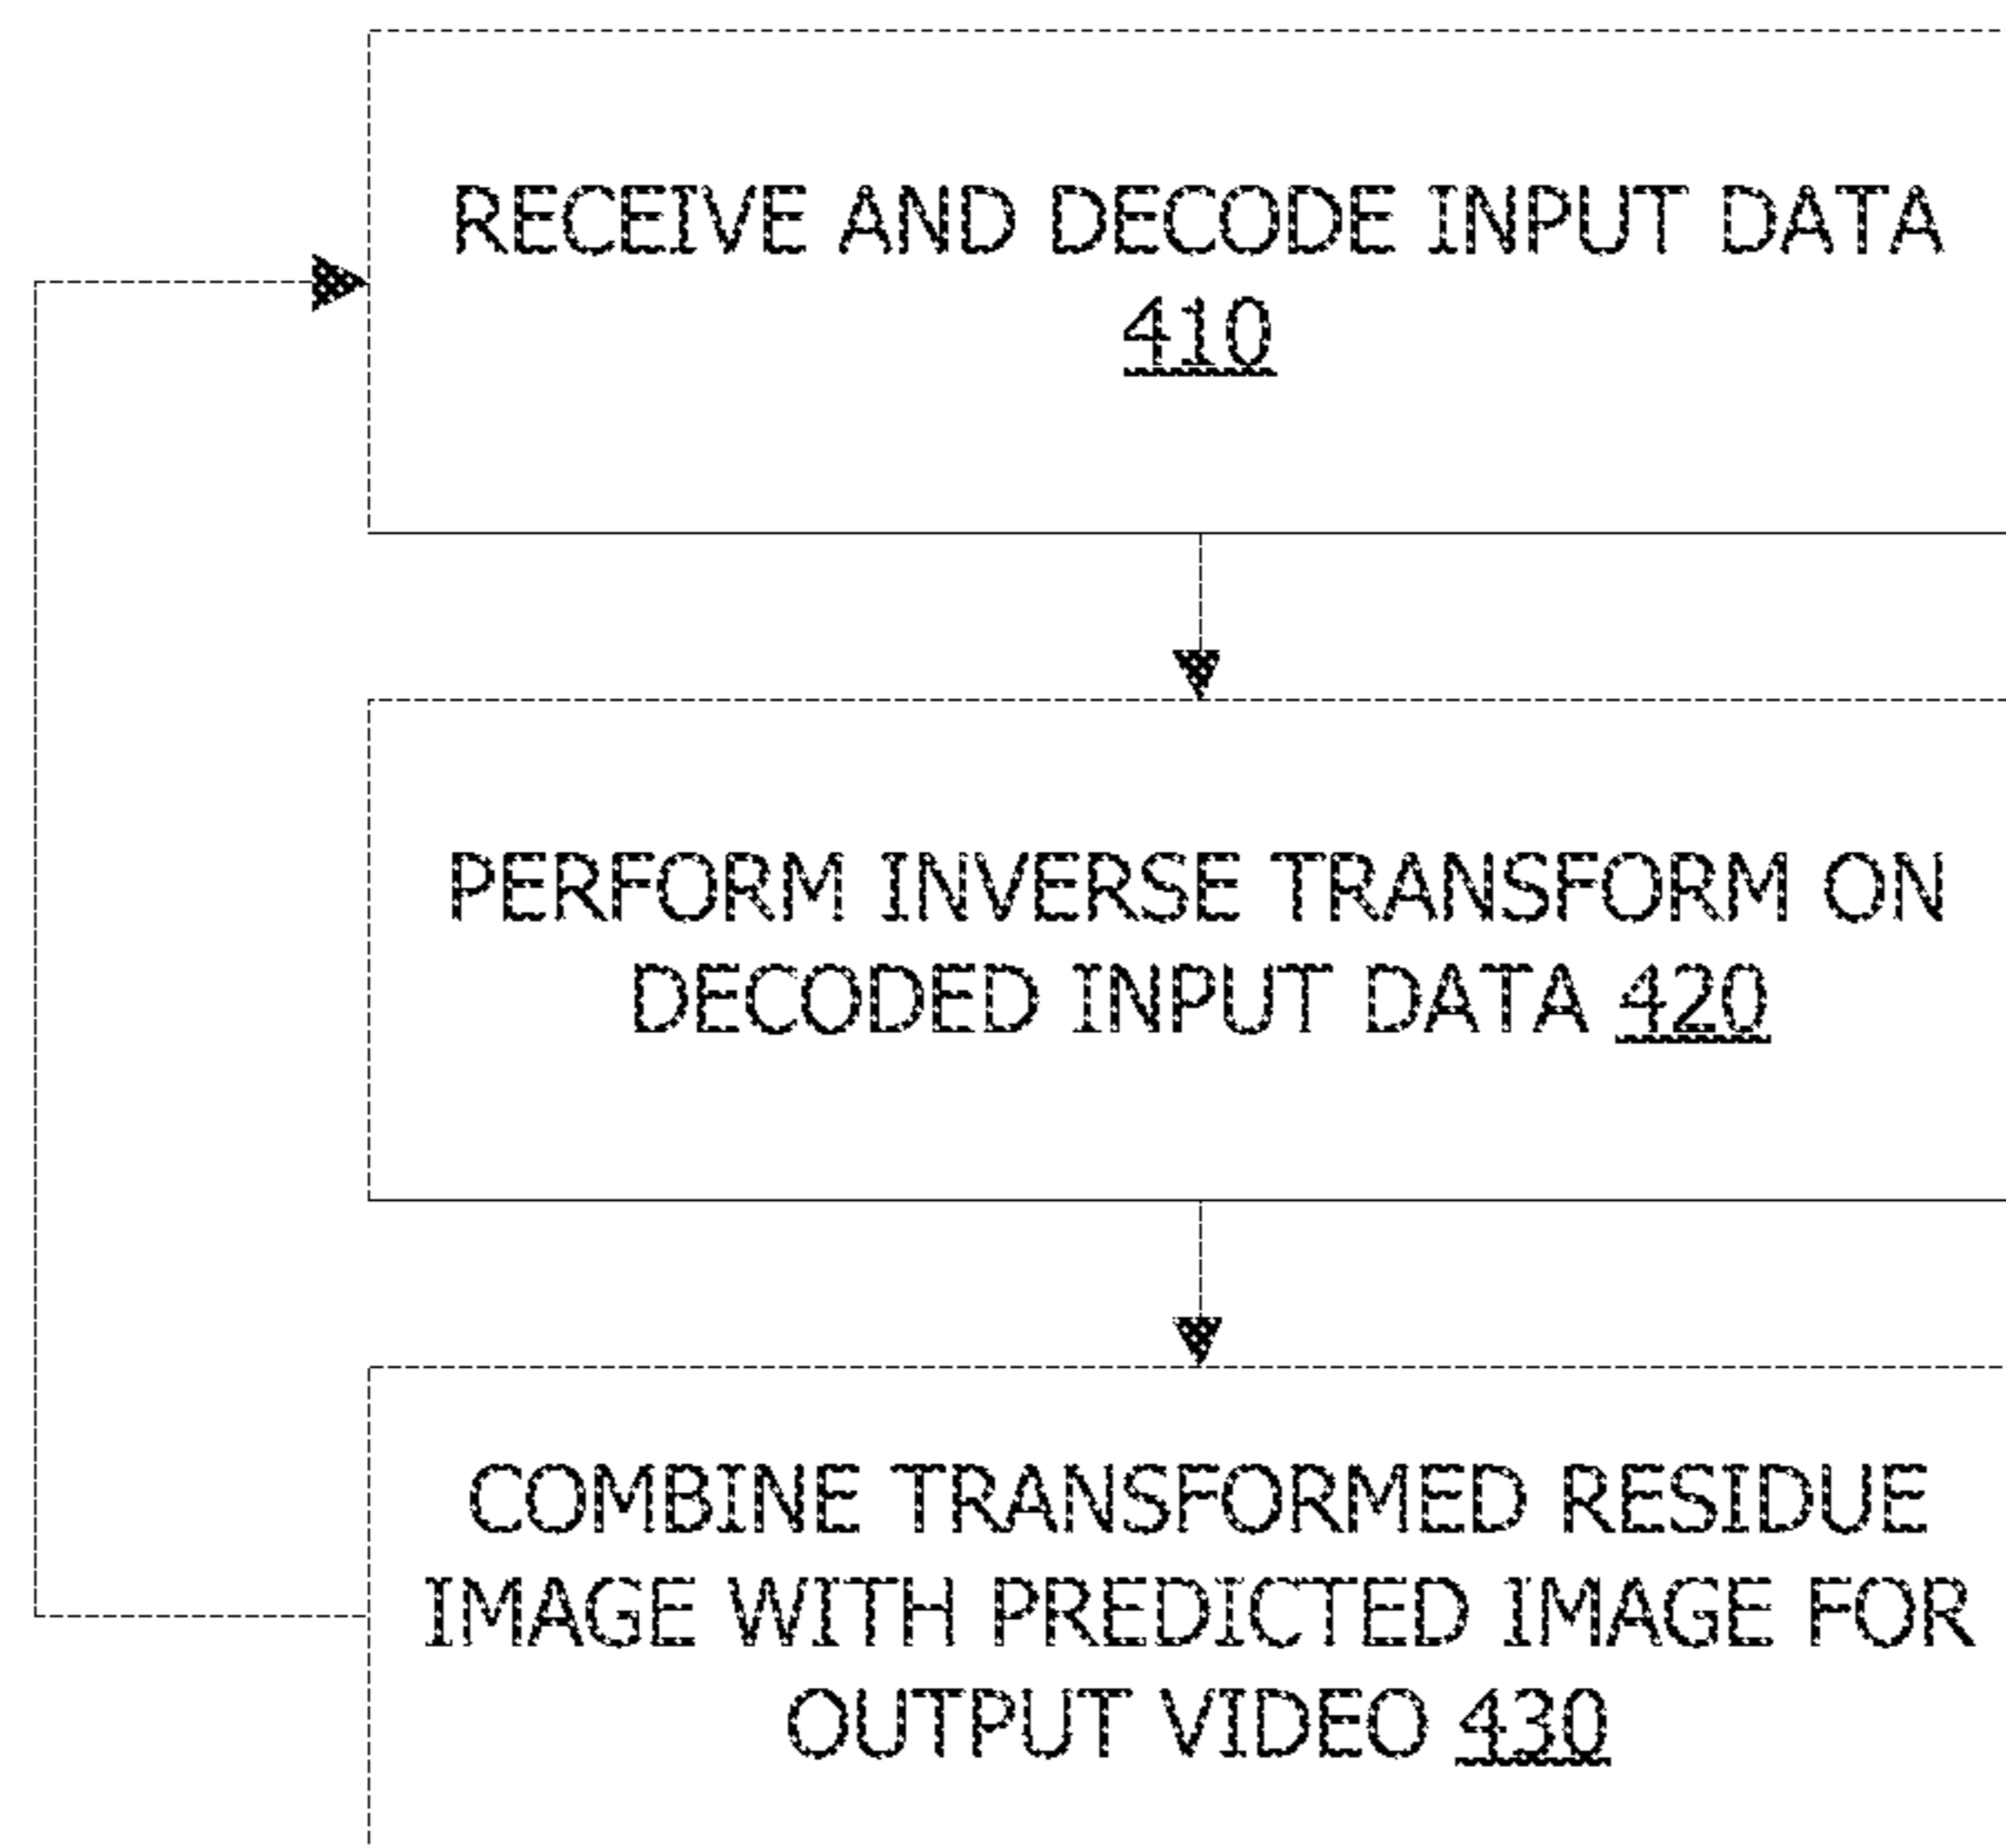 RECEIVE AND DECODE INPUT DATA
410
PERFORM INVERSE TRANSFORM ON
DECODED INPUT DATA 420
COMBINE TRANSFORMED RESIDUE
IMAGE WITH PREDICTED IMAGE FOR
OUTPUT VIDEO 430